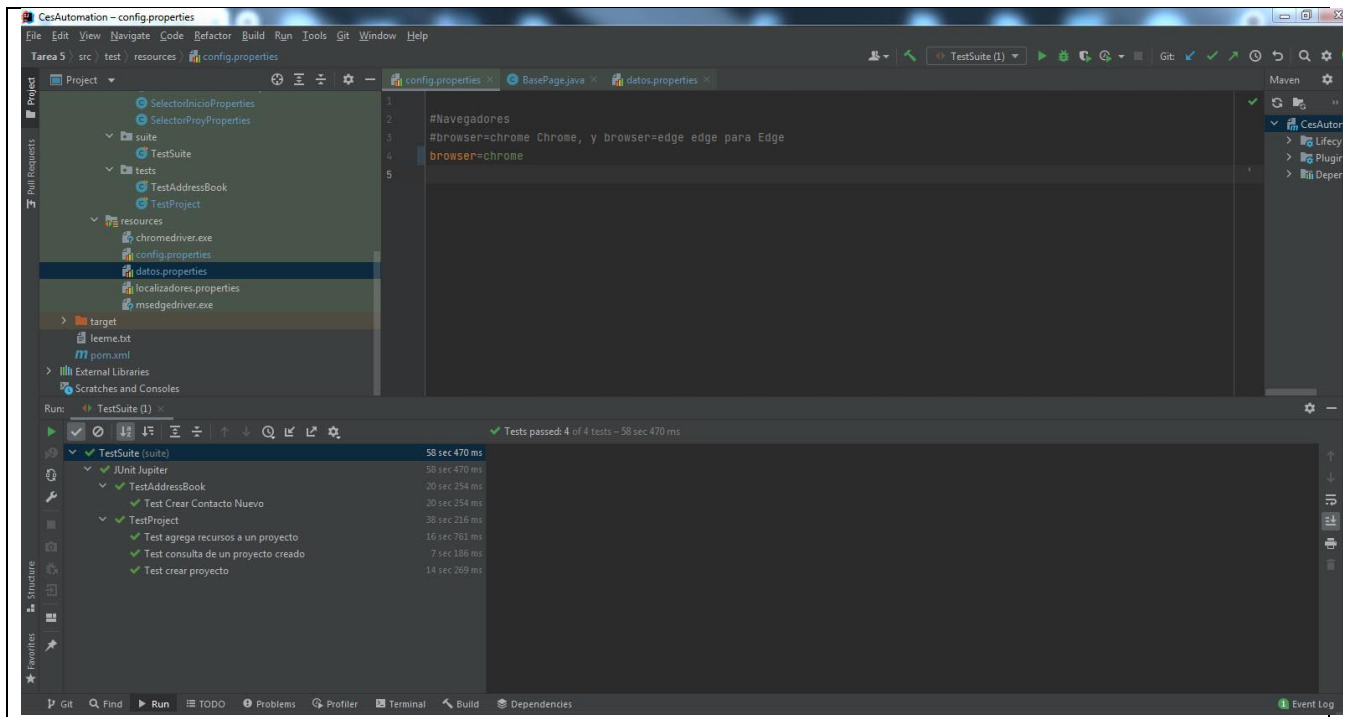 CesAutomation – config.properties
File Edit View Navigate Code Refactor Build Run Tools Git Window Help
Tarea 5 src test resources config.properties
TestSuite (1)
Git:
Project
config.properties
BasePage.java
datos.properties
Maven
Project
Pull Requests
SelectorInicioProperties
SelectorProyProperties
suite
TestSuite
tests
TestAddressBook
TestProject
resources
chromedriver.exe
config.properties
datos.properties
localizadores.properties
msedgedriver.exe
target
leeme.txt
pom.xml
External Libraries
Scratches and Consoles
1
2 #Navegadores
3 #browser=chrome Chrome, y browser=edge edge para Edge
4 browser=chrome
5
CesAutor
Lifecy
Plugin
Deper
Run: TestSuite (1)
Tests passed: 4 of 4 tests – 58 sec 470 ms
TestSuite (suite) 58 sec 470 ms
JUnit Jupiter 58 sec 470 ms
TestAddressBook 20 sec 254 ms
Test Crear Contacto Nuevo 20 sec 254 ms
TestProject 38 sec 216 ms
Test agrega recursos a un proyecto 16 sec 761 ms
Test consulta de un proyecto creado 7 sec 186 ms
Test crear proyecto 14 sec 269 ms
Structure
Favorites
Git Find Run TODO Problems Profiler Terminal Build Dependencies
1 Event Log